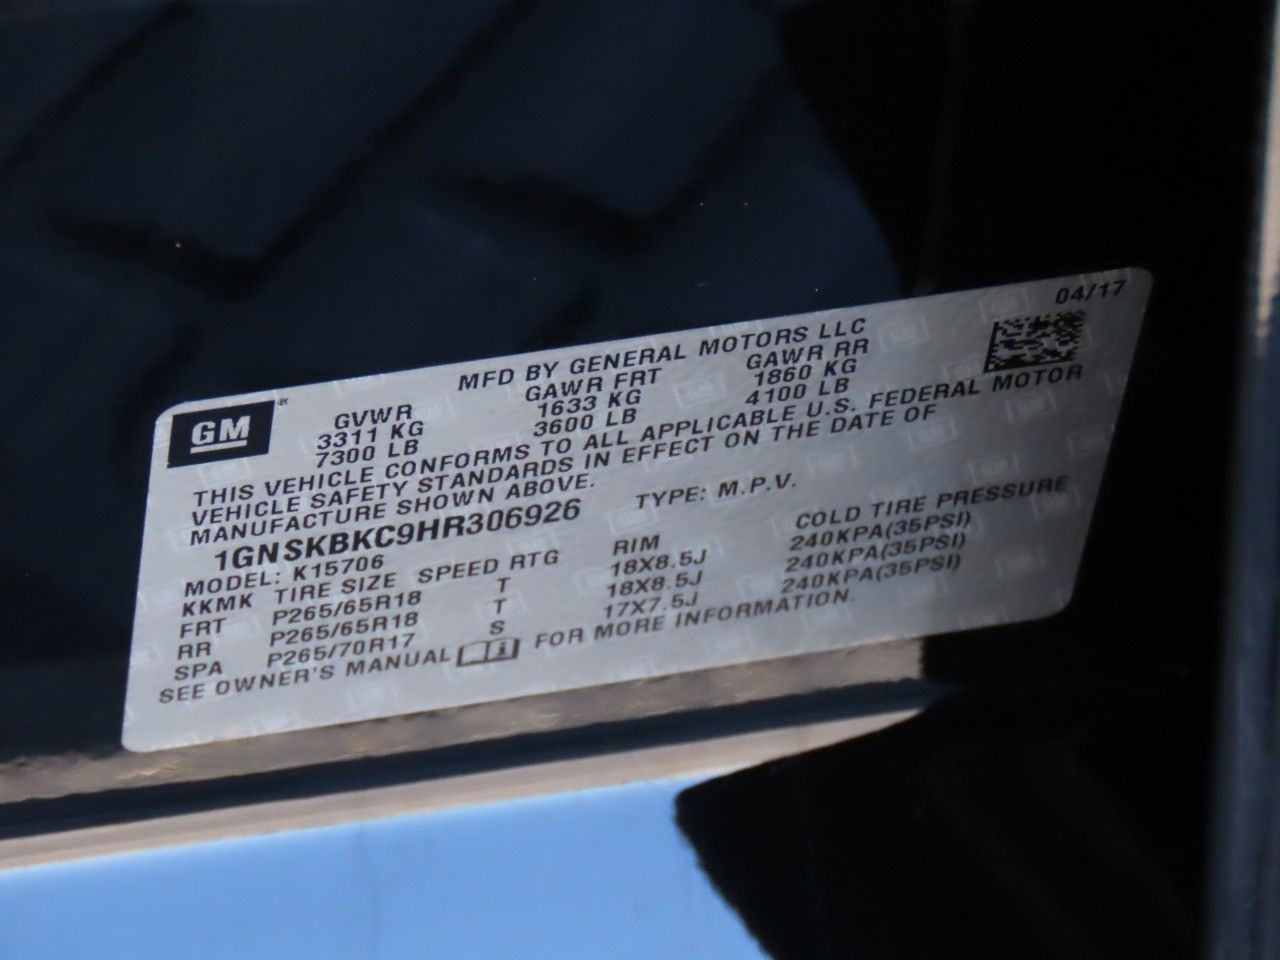 04/17
MFD BY GENERAL MOTORS LLC
GM®
GVWR GAWR FRT GAWR RR
3311 KG 1633 KG 1860 KG
7300 LB 3600 LB 4100 LB
THIS VEHICLE CONFORMS TO ALL APPLICABLE U.S. FEDERAL MOTOR
VEHICLE SAFETY STANDARDS IN EFFECT ON THE DATE OF
MANUFACTURE SHOWN ABOVE.
1GNSKBKC9HR306926 TYPE: M.P.V.
MODEL: K15706
KKMK TIRE SIZE SPEED RTG RIM COLD TIRE PRESSURE
FRT P265/65R18 T 18X8.5J 240KPA(35PSI)
RR P265/65R18 T 18X8.5J 240KPA(35PSI)
SPA P265/70R17 S 17X7.5J 240KPA(35PSI)
SEE OWNER'S MANUAL FOR MORE INFORMATION.